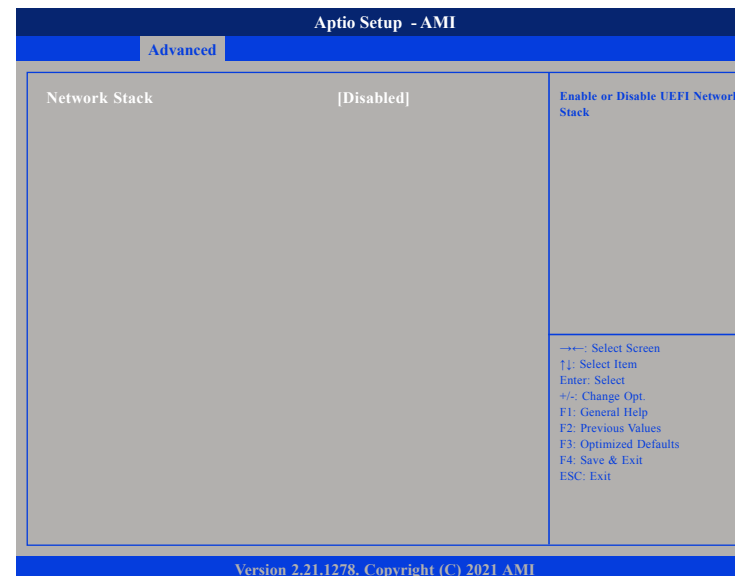 Aptio Setup - AMI
Advanced
Network Stack [Disabled]
Enable or Disable UEFI Network
Stack
→←: Select Screen
↑↓: Select Item
Enter: Select
+/-: Change Opt.
F1: General Help
F2: Previous Values
F3: Optimized Defaults
F4: Save & Exit
ESC: Exit
Version 2.21.1278. Copyright (C) 2021 AMI